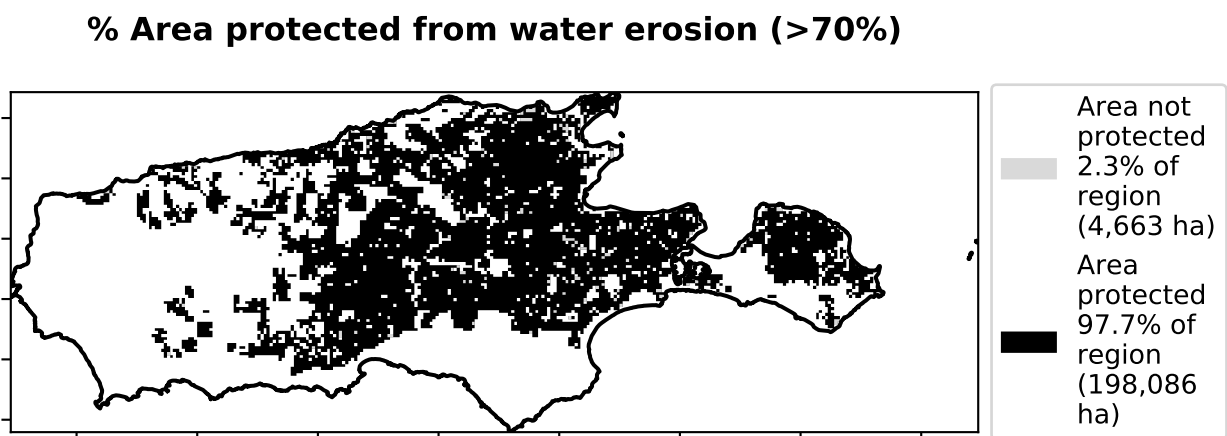 % Area protected from water erosion (>70%)
Area not
protected
2.3% of
region
(4,663 ha)
Area
protected
97.7% of
region
(198,086
ha)